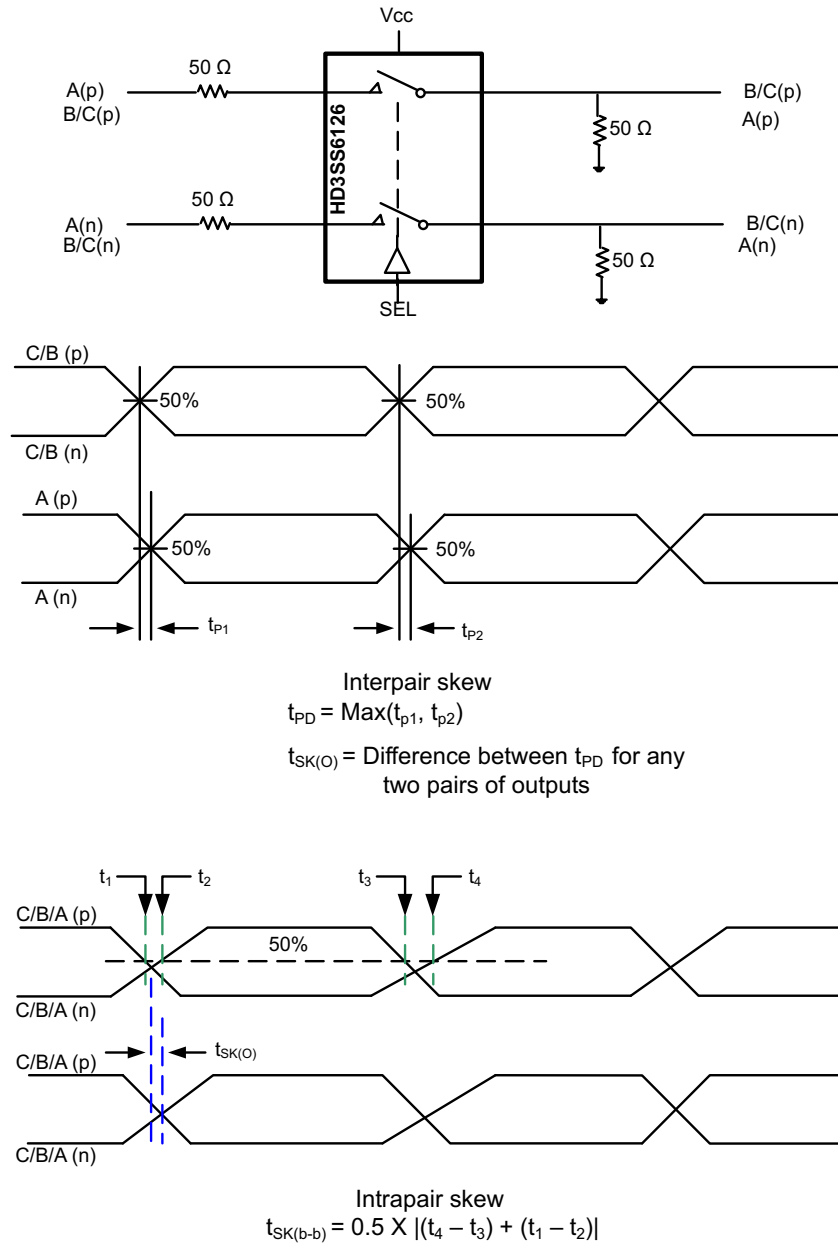 Vcc
50 Ω
A(p)
B/C(p)
B/C(p)
A(p)
50 Ω
HD3SS6126
50 Ω
A(n)
B/C(n)
B/C(n)
A(n)
50 Ω
SEL
C/B (p)
50%
50%
C/B (n)
A (p)
50%
50%
A (n)
tP1
tP2
Interpair skew
tPD = Max(tp1, tp2)
tSK(O) = Difference between tPD for any
two pairs of outputs
t1
t2
t3
t4
C/B/A (p)
50%
C/B/A (n)
C/B/A (p)
tSK(O)
C/B/A (n)
Intrapair skew
tSK(b-b) = 0.5 X |(t4 – t3) + (t1 – t2)|